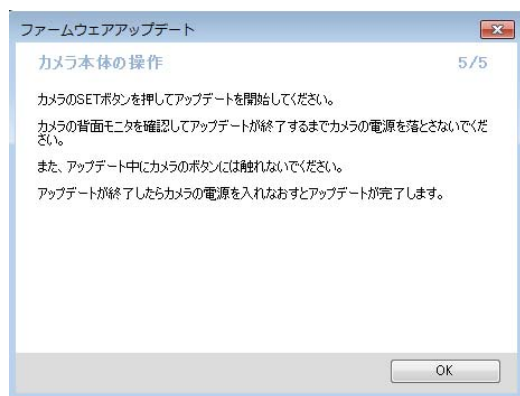 ファームウェアアップデート
カメラ本体の操作 5/5
カメラのSETボタンを押してアップデートを開始してください。
カメラの背面モニタを確認してアップデートが終了するまでカメラの電源を落とさないでくだ
さい。
また、アップデート中にカメラのボタンには触れないでください。
アップデートが終了したらカメラの電源を入れなおすとアップデートが完了します。
OK